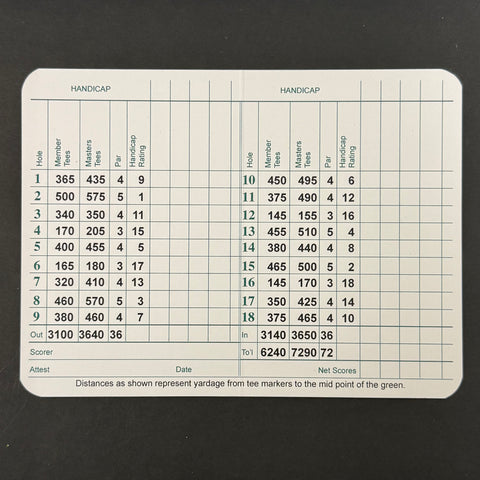 HANDICAP HANDICAP
Hole Member Tees Masters Tees Par Handicap Rating Hole Member Tees Masters Tees Par Handicap Rating
1 365 435 4 9 10 450 495 4 6
2 500 575 5 1 11 375 490 4 12
3 340 350 4 11 12 145 155 3 16
4 170 205 3 15 13 455 510 5 4
5 400 455 4 5 14 380 440 4 8
6 165 180 3 17 15 465 500 5 2
7 320 410 4 13 16 145 170 3 18
8 460 570 5 3 17 350 425 4 14
9 380 460 4 7 18 375 465 4 10
Out 3100 3640 36 In 3140 3650 36
Scorer To'l 6240 7290 72
Attest Date Net Scores
Distances as shown represent yardage from tee markers to the mid point of the green.